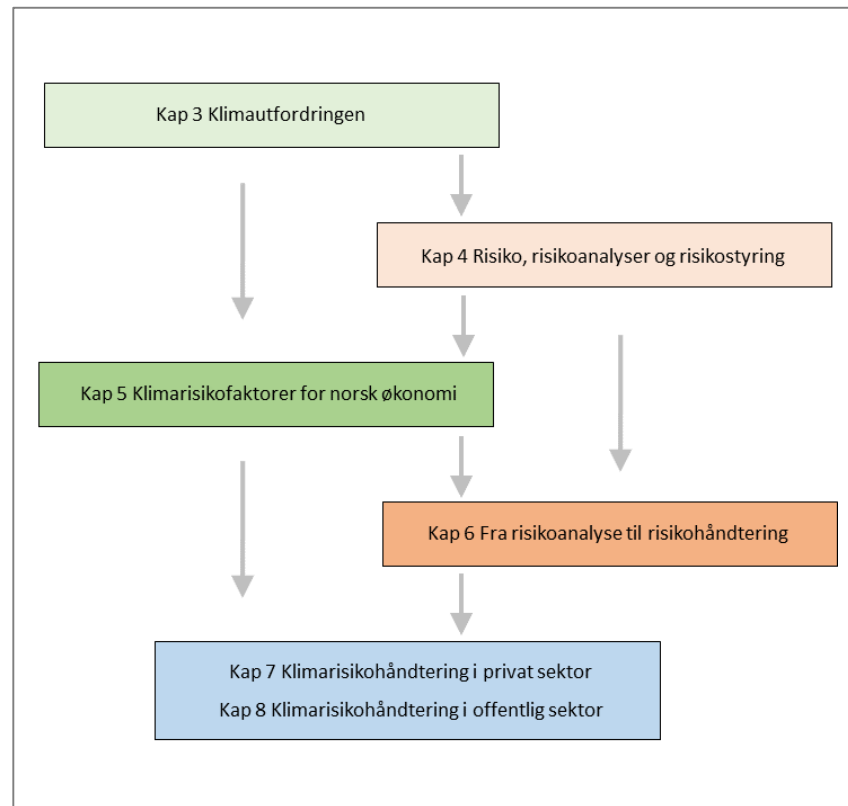 Kap 3 Klimautfordringen
Kap 4 Risiko, risikoanalyser og risikostyring
Kap 5 Klimarisikofaktorer for norsk økonomi
Kap 6 Fra risikoanalyse til risikohåndtering
Kap 7 Klimarisikohåndtering i privat sektor
Kap 8 Klimarisikohåndtering i offentlig sektor